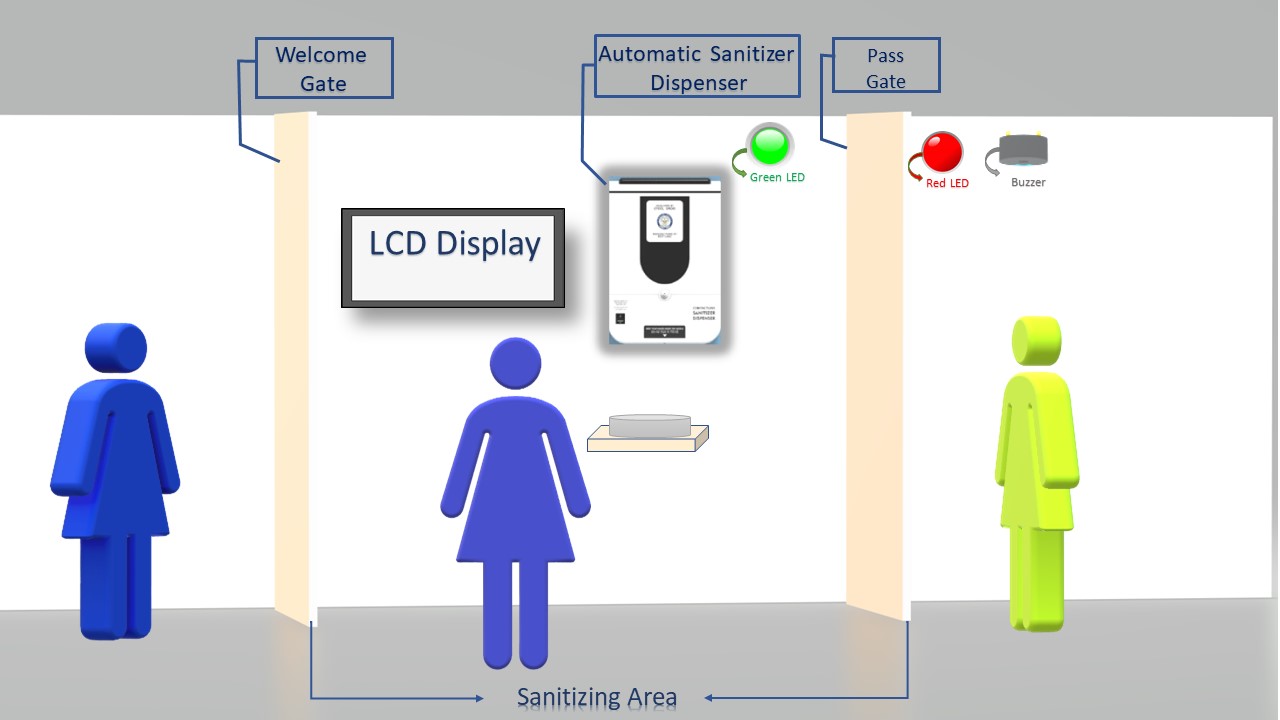 Welcome
Gate
Automatic Sanitizer
Dispenser
Pass
Gate
Green LED
Red LED
Buzzer
LCD Display
SANITIZER
DISPENSER
Sanitizing Area